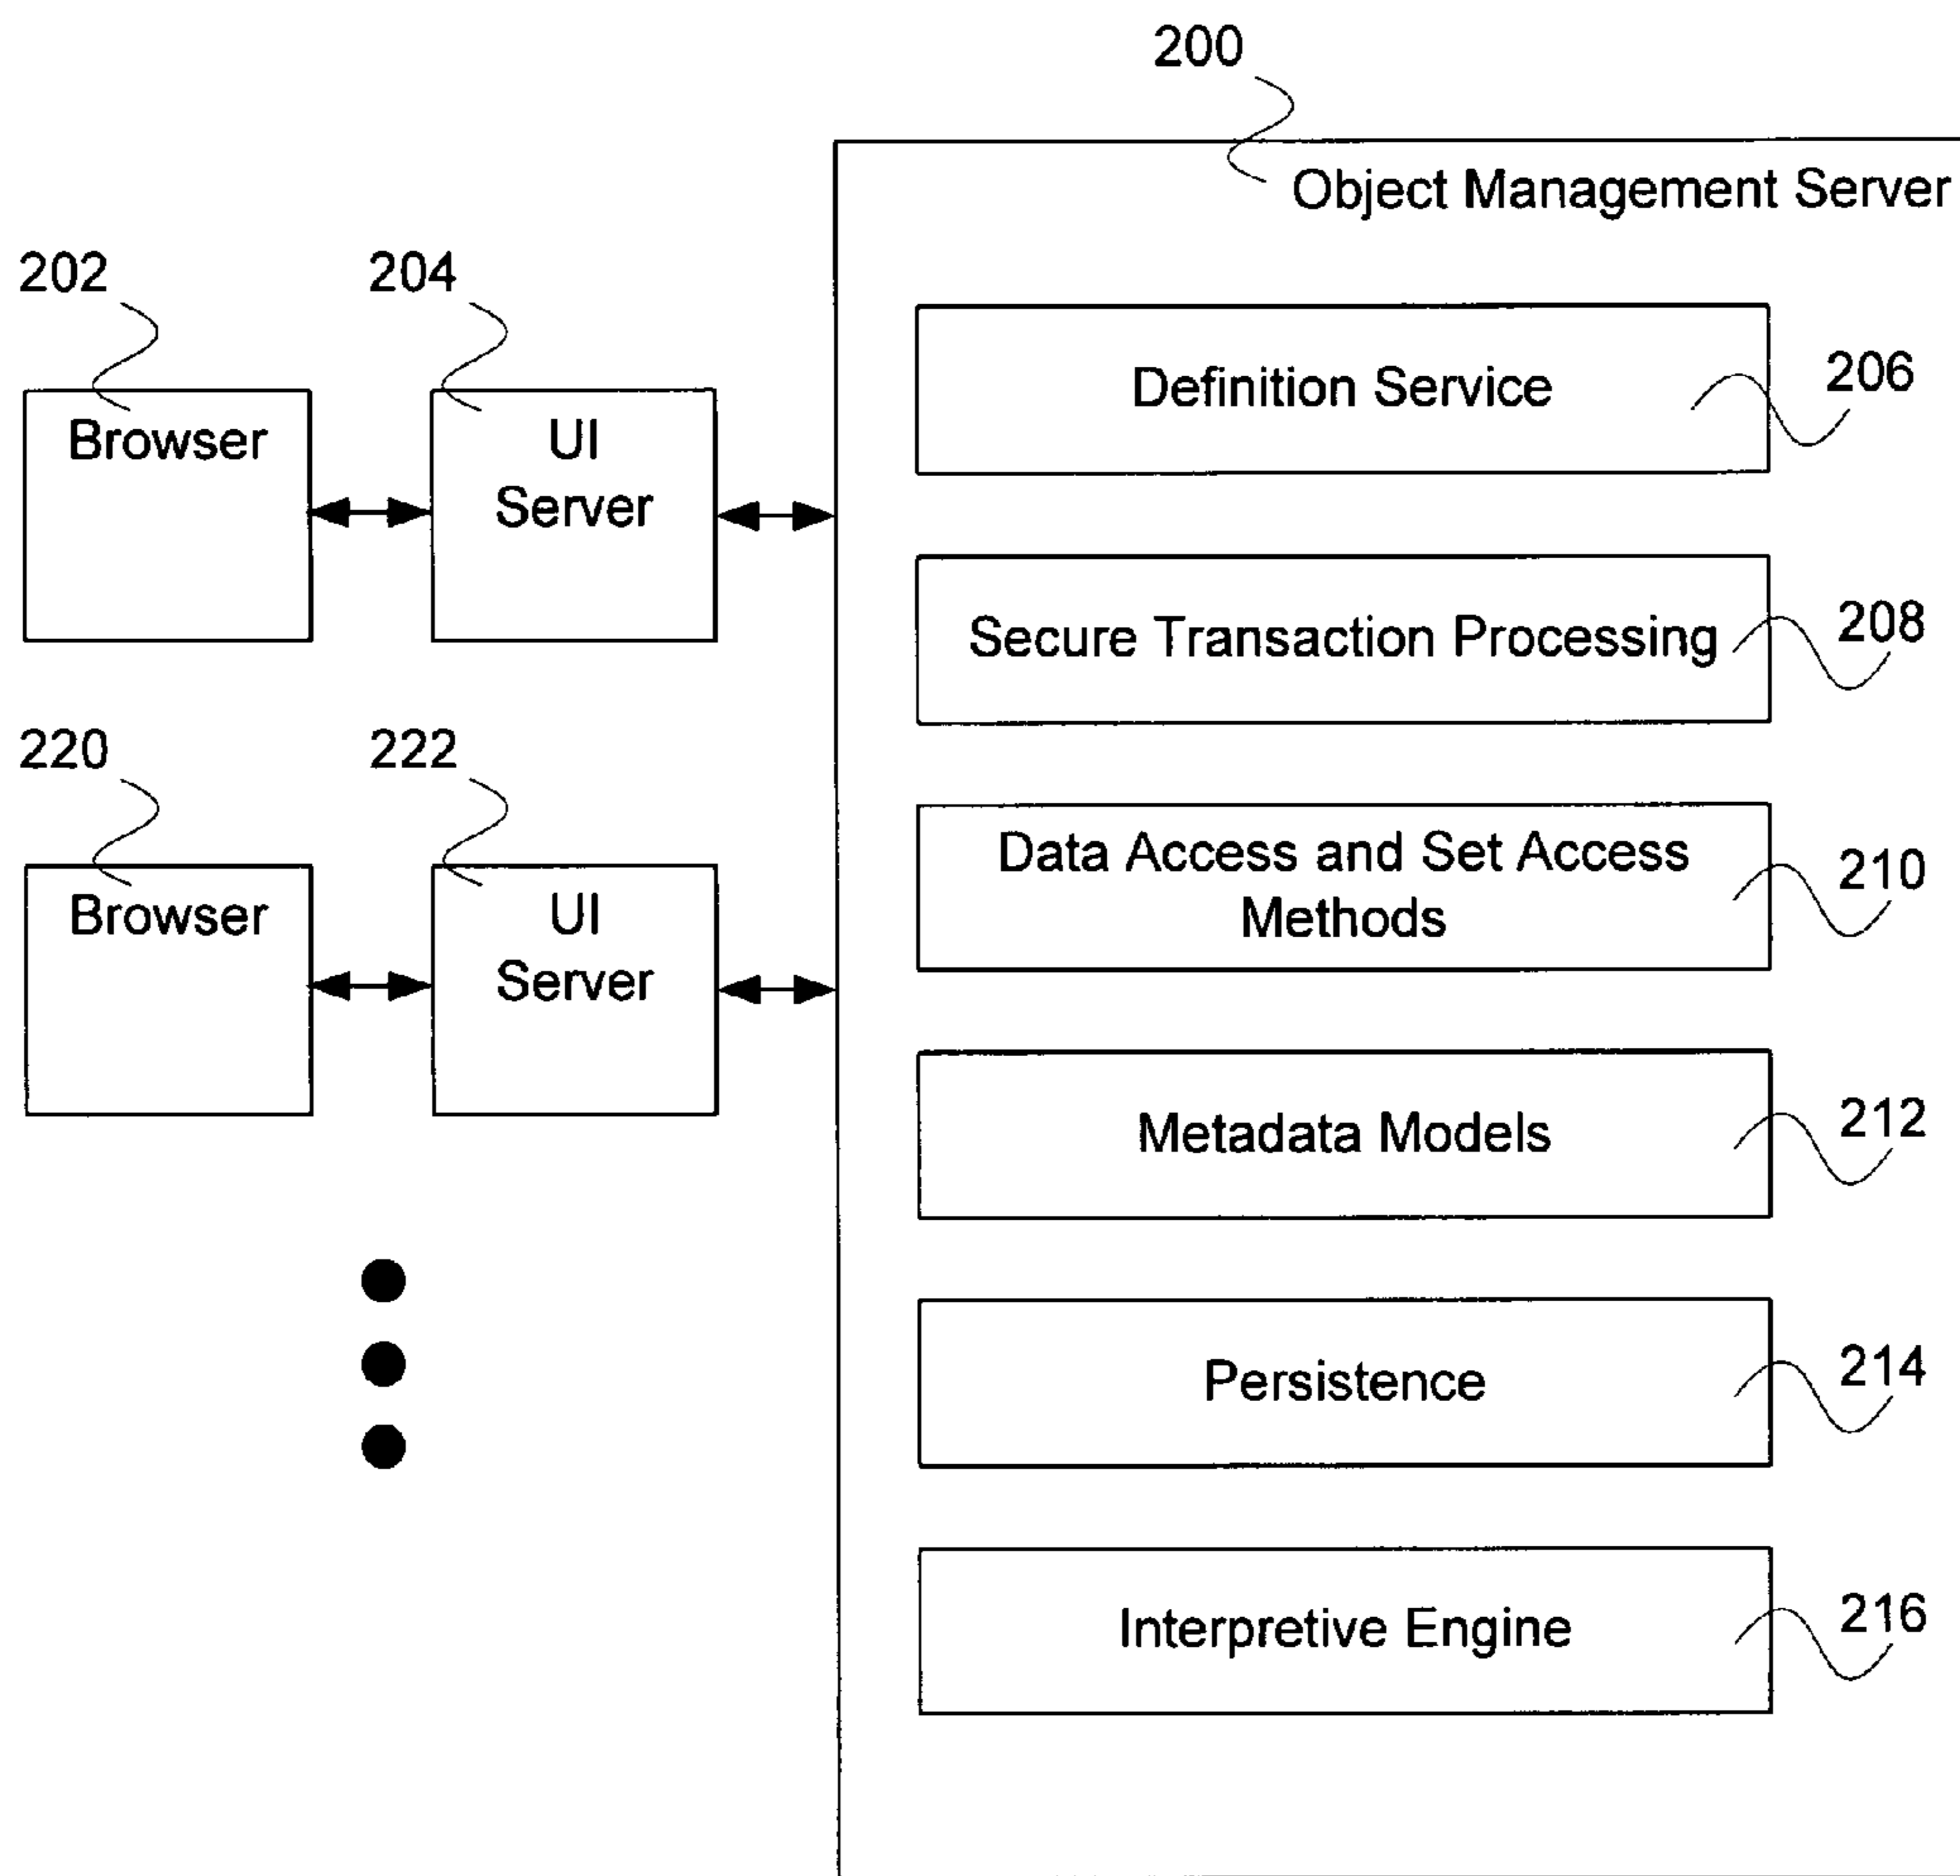 200
Object Management Server
202
204
Browser
UI
Server
Definition Service
206
Secure Transaction Processing
208
220
222
Browser
UI
Server
Data Access and Set Access
Methods
210
Metadata Models
212
Persistence
214
Interpretive Engine
216